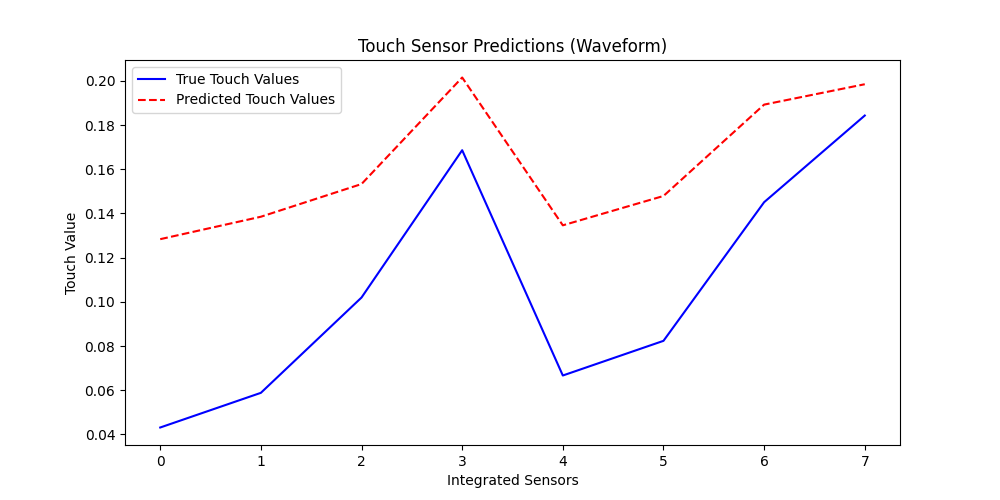 Touch Sensor Predictions (Waveform)
True Touch Values
Predicted Touch Values
Touch Value
0.20
0.18
0.16
0.14
0.12
0.10
0.08
0.06
0.04
0 1 2 3 4 5 6 7
Integrated Sensors